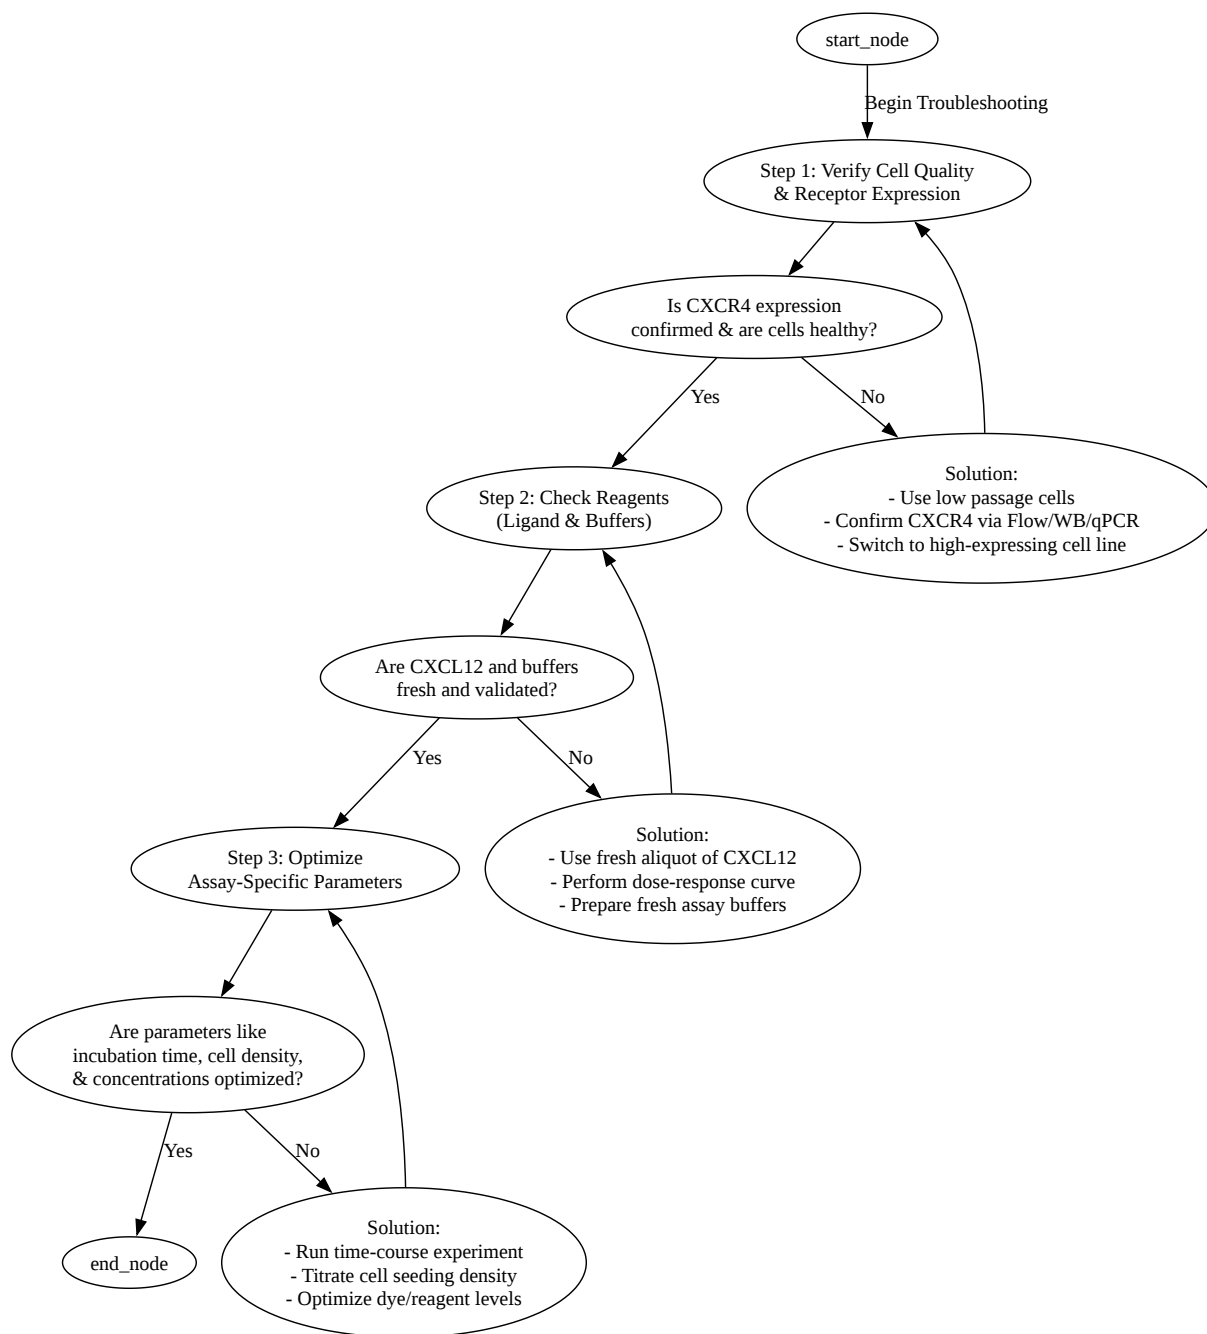 start_node
Begin Troubleshooting
Step 1: Verify Cell Quality
& Receptor Expression
Is CXCR4 expression
confirmed & are cells healthy?
Yes
No
Solution:
- Use low passage cells
- Confirm CXCR4 via Flow/WB/qPCR
- Switch to high-expressing cell line
Step 2: Check Reagents
(Ligand & Buffers)
Are CXCL12 and buffers
fresh and validated?
Yes
No
Solution:
- Use fresh aliquot of CXCL12
- Perform dose-response curve
- Prepare fresh assay buffers
Step 3: Optimize
Assay-Specific Parameters
Are parameters like
incubation time, cell density,
& concentrations optimized?
Yes
No
Solution:
- Run time-course experiment
- Titrate cell seeding density
- Optimize dye/reagent levels
end_node